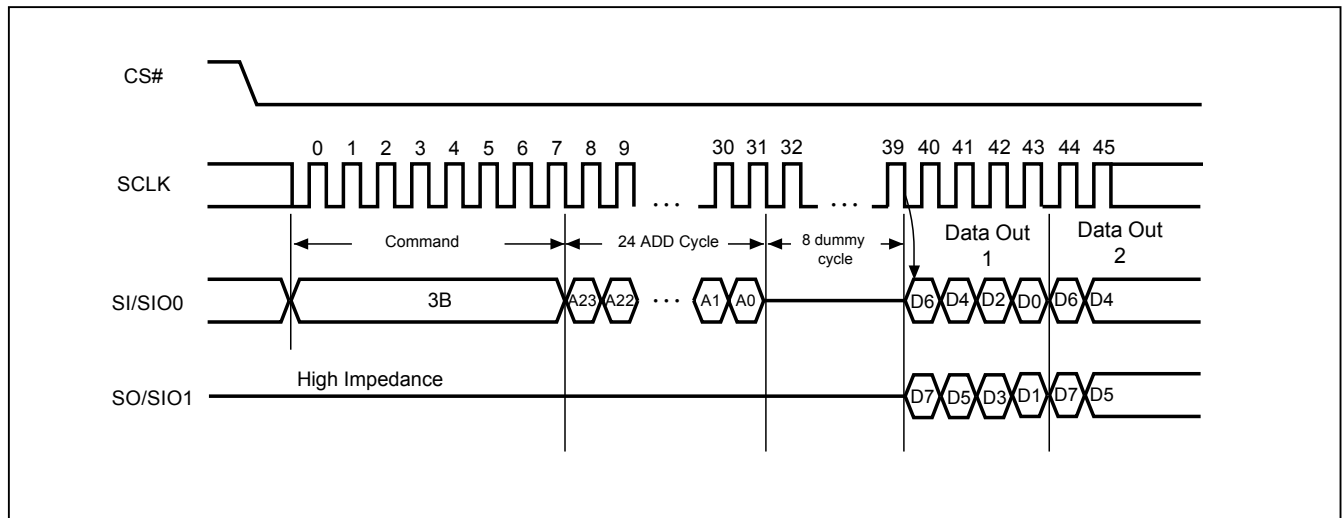 CS#
0 1 2 3 4 5 6 7 8 9 30 31 32 39 40 41 42 43 44 45
SCLK
... ...
Command 24 ADD Cycle 8 dummy cycle Data Out 1 Data Out 2
SI/SIO0 3B A23 A22 ... A1 A0 D6 D4 D2 D0 D6 D4
High Impedance
SO/SIO1 D7 D5 D3 D1 D7 D5